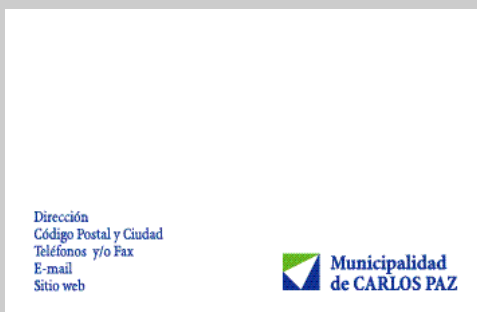 Dirección
Código Postal y Ciudad
Teléfonos y/o Fax
E-mail
Sitio web
Municipalidad
de CARLOS PAZ